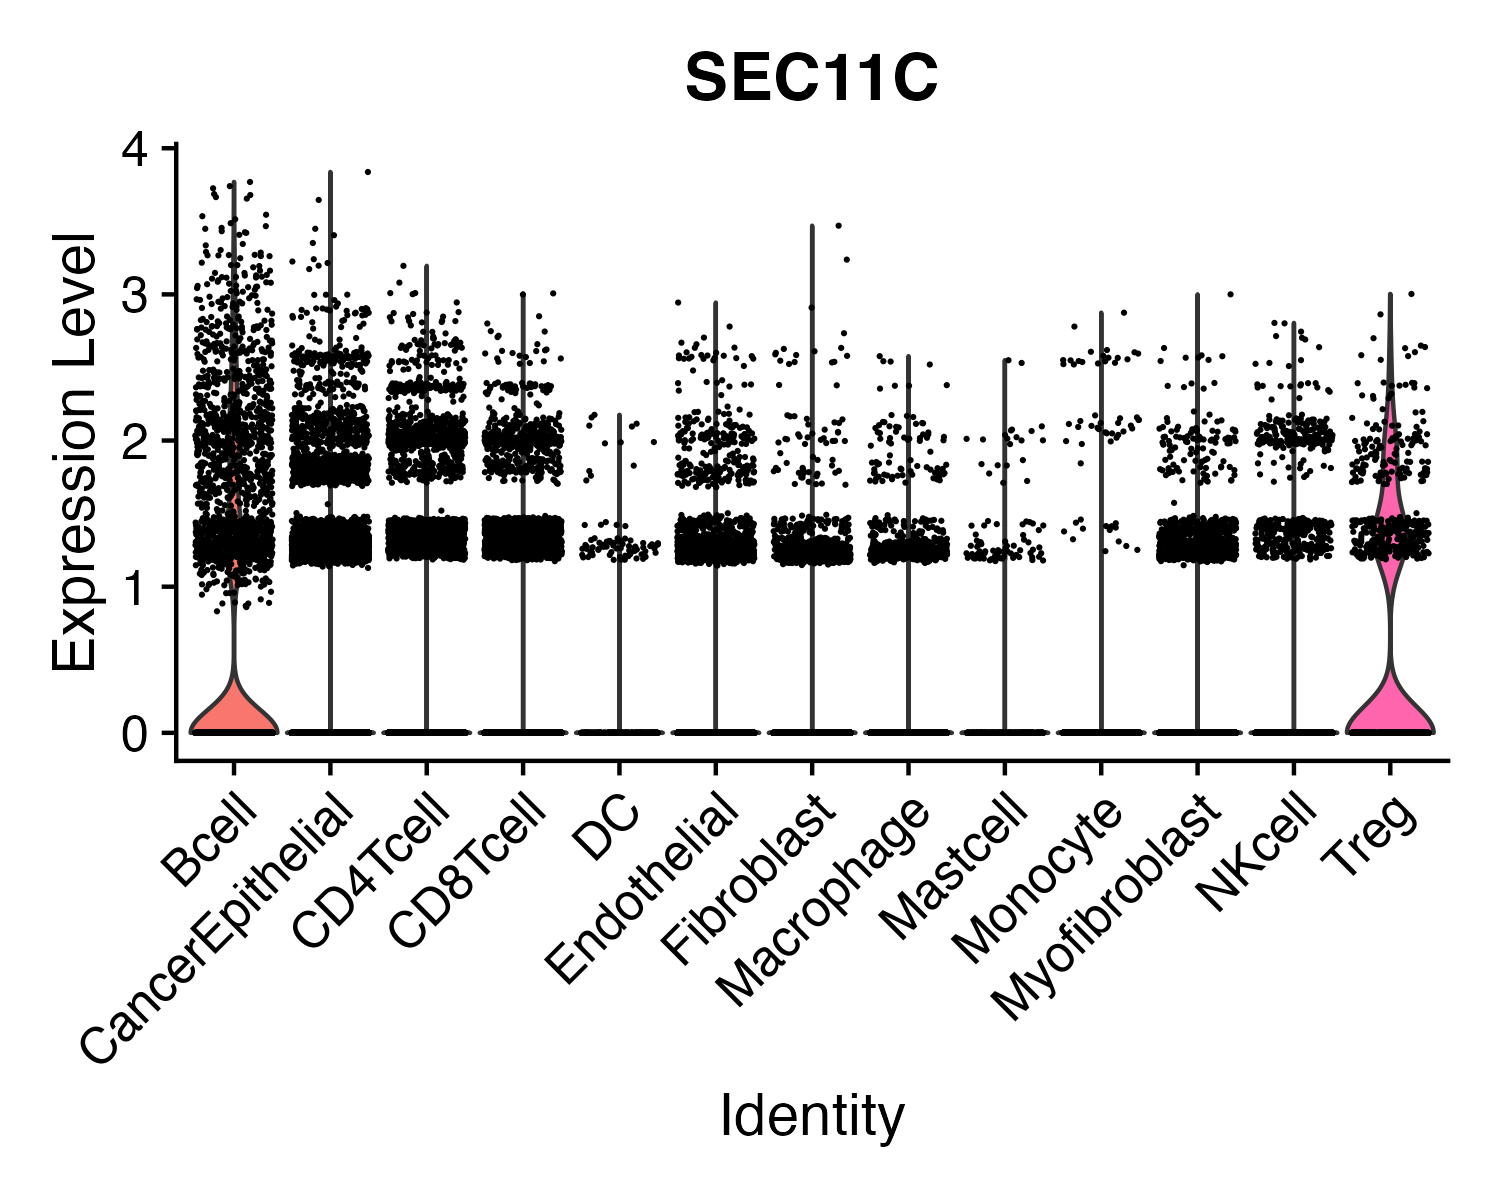 SEC11C
Expression Level
4
3
2
1
0
Bcell
CancerEpithelial
CD4Tcell
CD8Tcell
DC
Endothelial
Fibroblast
Macrophage
Mastcell
Monocyte
Myofibroblast
NKcell
Treg
Identity